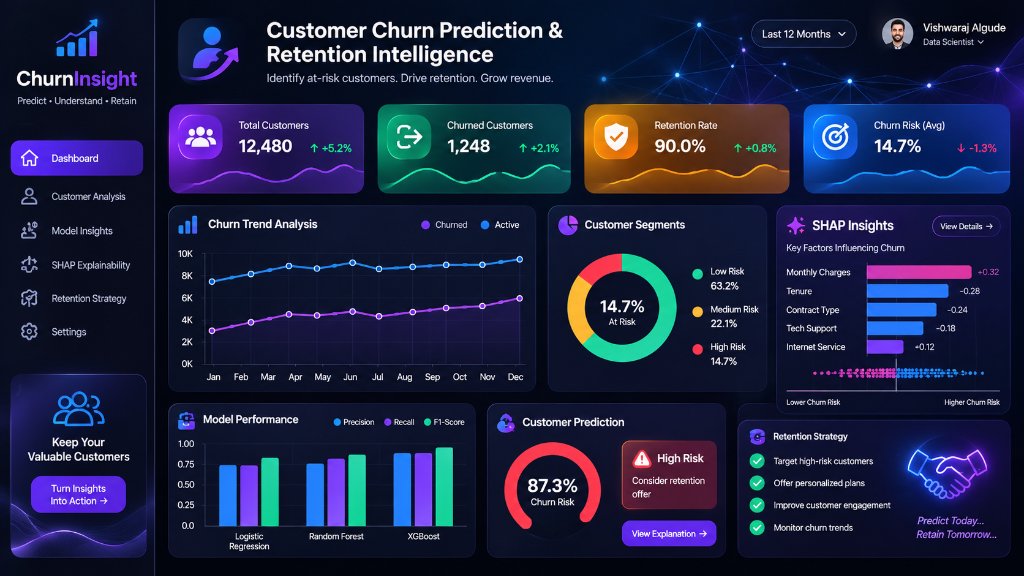 ChurnInsight
Predict • Understand • Retain
Dashboard
Customer Analysis
Model Insights
SHAP Explainability
Retention Strategy
Settings
Keep Your
Valuable Customers
Turn Insights
Into Action →
Customer Churn Prediction &
Retention Intelligence
Identify at-risk customers. Drive retention. Grow revenue.
Last 12 Months
Vishwaraj Algude
Data Scientist
Total Customers
12,480 ↑ +5.2%
Churned Customers
1,248 ↑ +2.1%
Retention Rate
90.0% ↑ +0.8%
Churn Risk (Avg)
14.7% ↓ -1.3%
Churn Trend Analysis
Churned Active
10K
8K
6K
4K
2K
0K
Jan Feb Mar Apr May Jun Jul Aug Sep Oct Nov Dec
Customer Segments
14.7%
At Risk
Low Risk
63.2%
Medium Risk
22.1%
High Risk
14.7%
SHAP Insights
View Details →
Key Factors Influencing Churn
Monthly Charges +0.32
Tenure -0.28
Contract Type -0.24
Tech Support -0.18
Internet Service +0.12
Lower Churn Risk Higher Churn Risk
Model Performance
Precision Recall F1-Score
1.00
0.75
0.50
0.25
0.0
Logistic
Regression
Random Forest
XGBoost
Customer Prediction
87.3%
Churn Risk
High Risk
Consider retention
offer
View Explanation →
Retention Strategy
Target high-risk customers
Offer personalized plans
Improve customer engagement
Monitor churn trends
Predict Today...
Retain Tomorrow...